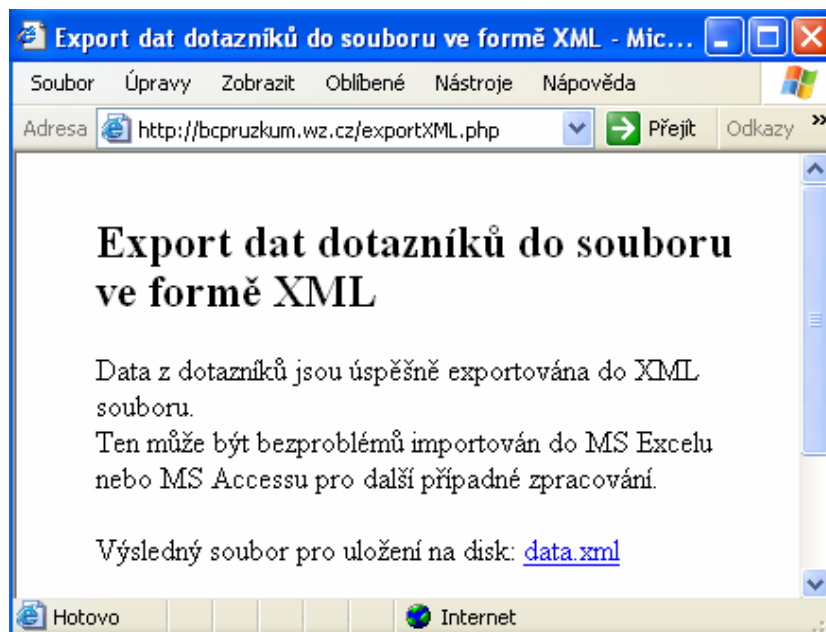 Export dat dotazníků do souboru ve formě XML - Mic...
Soubor Úpravy Zobrazit Oblíbené Nástroje Nápověda
Adresa http://bcpruzkum.wz.cz/exportXML.php Přejít Odkazy »
Export dat dotazníků do souboru
ve formě XML
Data z dotazníků jsou úspěšně exportována do XML
souboru.
Ten může být bezproblémů importován do MS Excelu
nebo MS Accessu pro další případné zpracování.
Výsledný soubor pro uložení na disk: data.xml
Hotovo Internet